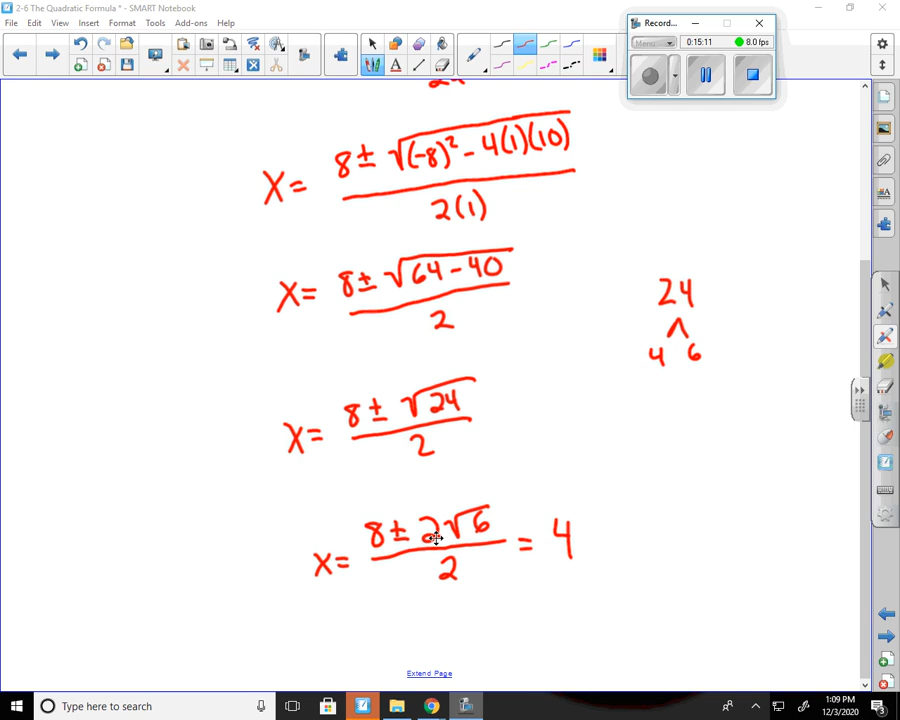 2-6 The Quadratic Formula * - SMART Notebook
File Edit View Insert Format Tools Add-ons Help
Record...
Menu 0:15:11 8.0 fps
x = 8 ± √(-8)² - 4(1)(10)
2(1)
x = 8 ± √64 - 40
2
24
4 6
x = 8 ± √24
2
x = 8 ± 2√6 = 4
2
Extend Page
Type here to search
1:09 PM
12/3/2020
3